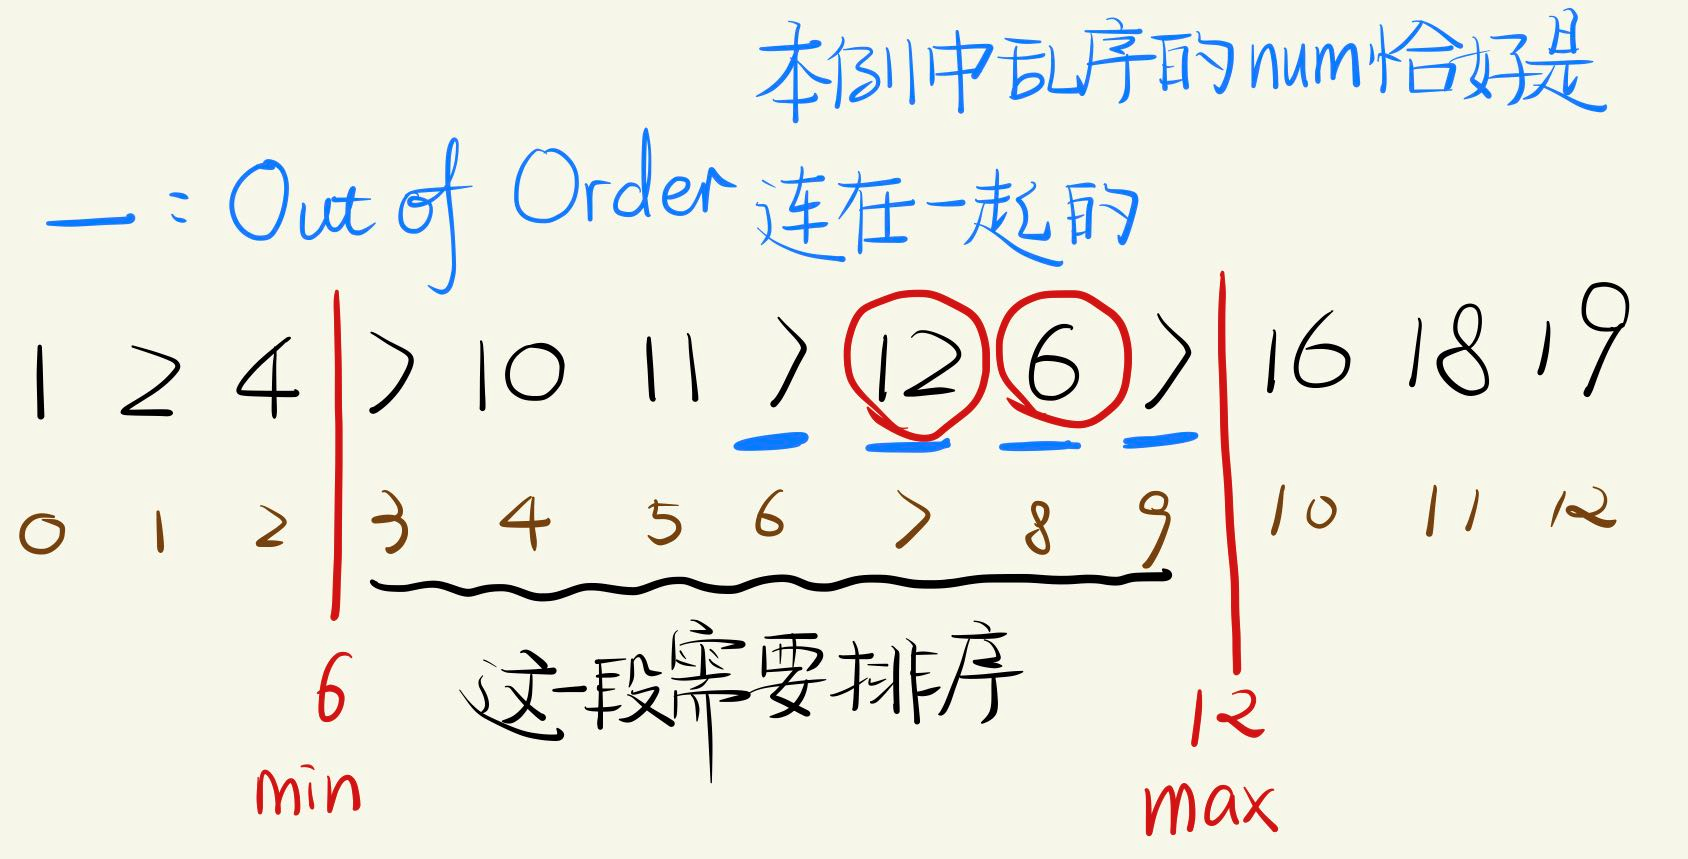 本例中乱序的num恰好是
— : Out of Order 连在一起的
1 2 4 7 10 11 7 12 6 7 16 18 19
0 1 2 3 4 5 6 7 8 9 10 11 12
6 这一段需要排序 12
min max